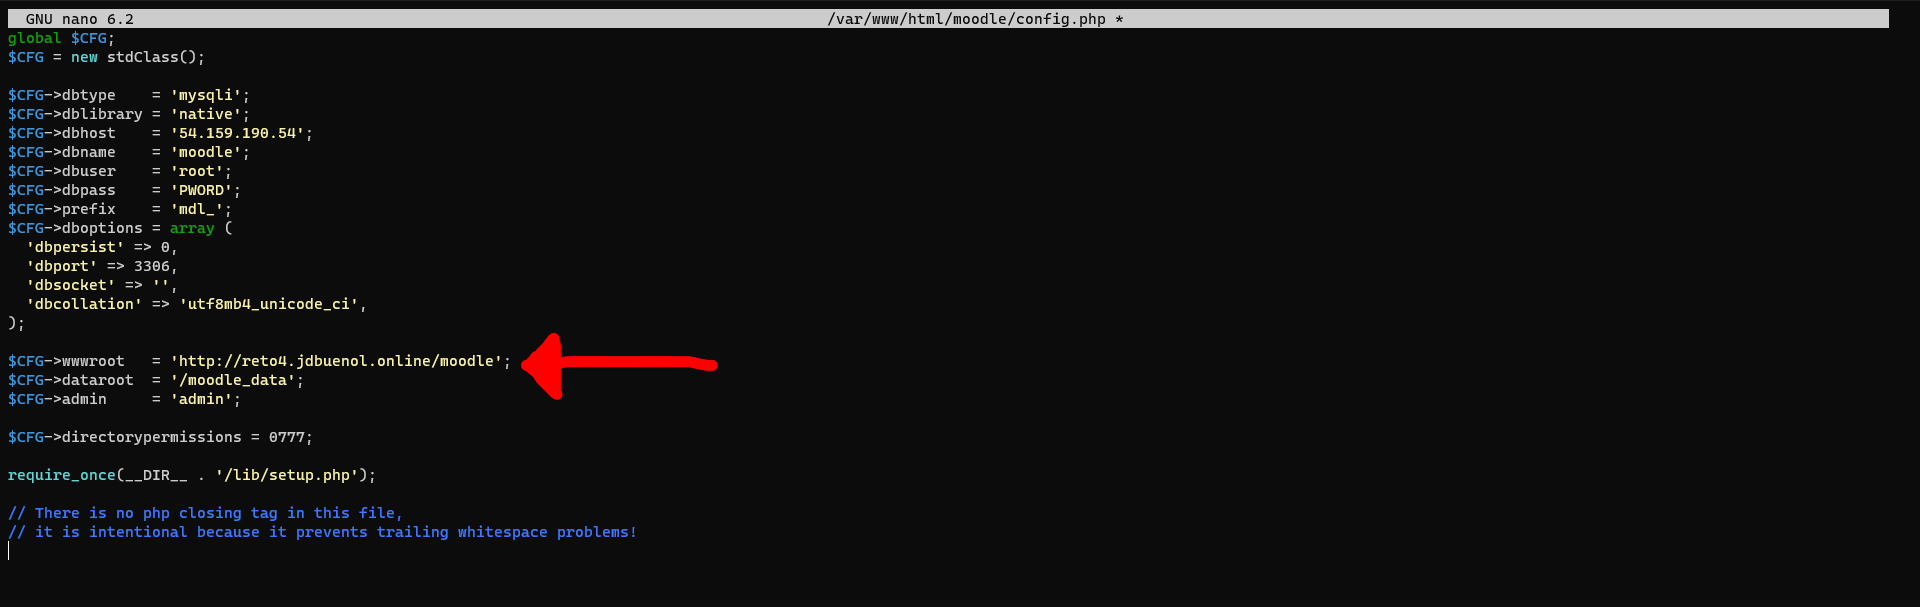 GNU nano 6.2 /var/www/html/moodle/config.php *
global $CFG;
$CFG = new stdClass();
$CFG->dbtype    = 'mysqli';
$CFG->dblibrary = 'native';
$CFG->dbhost    = '54.159.190.54';
$CFG->dbname    = 'moodle';
$CFG->dbuser    = 'root';
$CFG->dbpass    = 'PWORD';
$CFG->prefix    = 'mdl_';
$CFG->dboptions = array (
  'dbpersist' => 0,
  'dbport' => 3306,
  'dbsocket' => '',
  'dbcollation' => 'utf8mb4_unicode_ci',
);
$CFG->wwwroot   = 'http://reto4.jdbuenol.online/moodle';
$CFG->dataroot  = '/moodle_data';
$CFG->admin     = 'admin';
$CFG->directorypermissions = 0777;
require_once(__DIR__ . '/lib/setup.php');
// There is no php closing tag in this file,
// it is intentional because it prevents trailing whitespace problems!